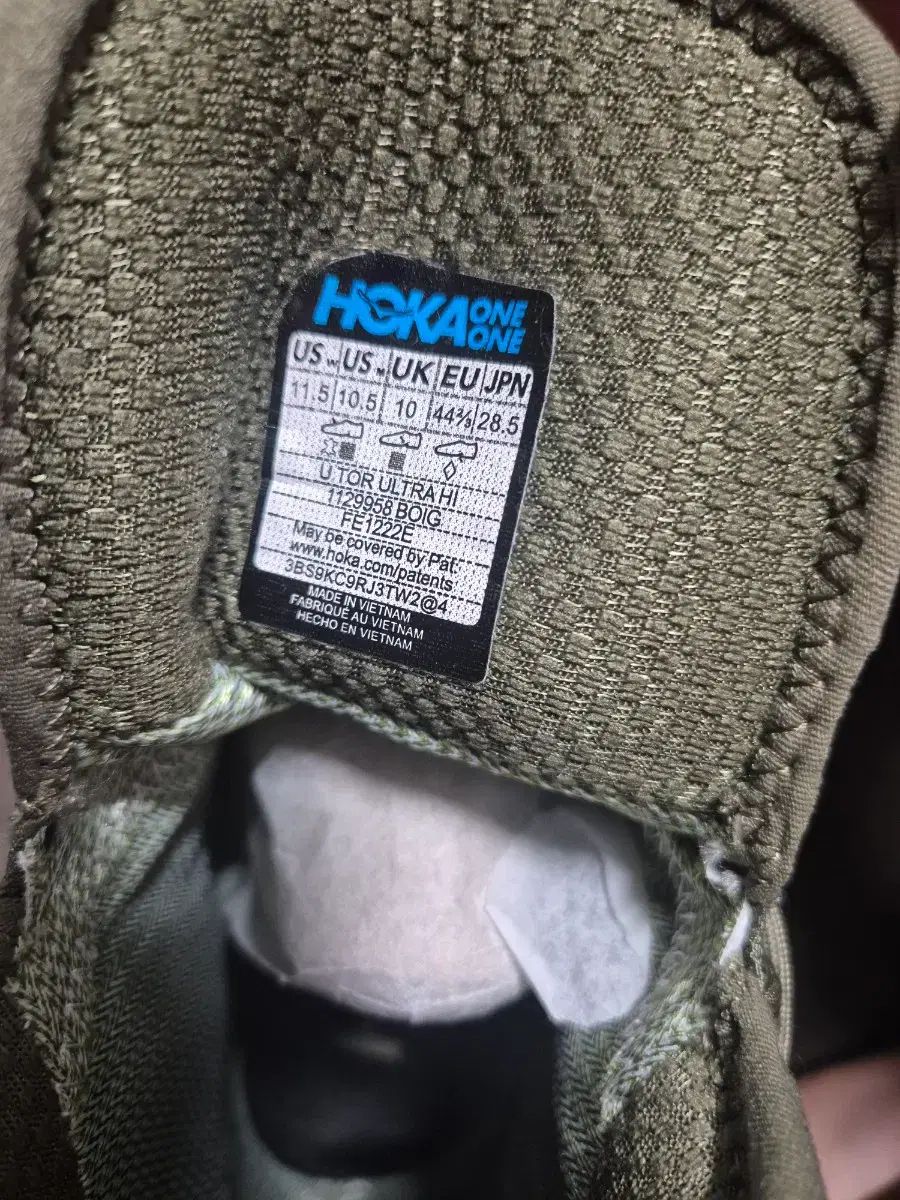 HOKA ONE ONE
US W US M UK EU JPN
11.5 10.5 10 44⅔ 28.5
U TOR ULTRA HI
1129958 BOIG
FE1222E
May be covered by Pat:
www.hoka.com/patents
3BS9KC9RJ3TW2@4
MADE IN VIETNAM
FABRIQUÉ AU VIETNAM
HECHO EN VIETNAM